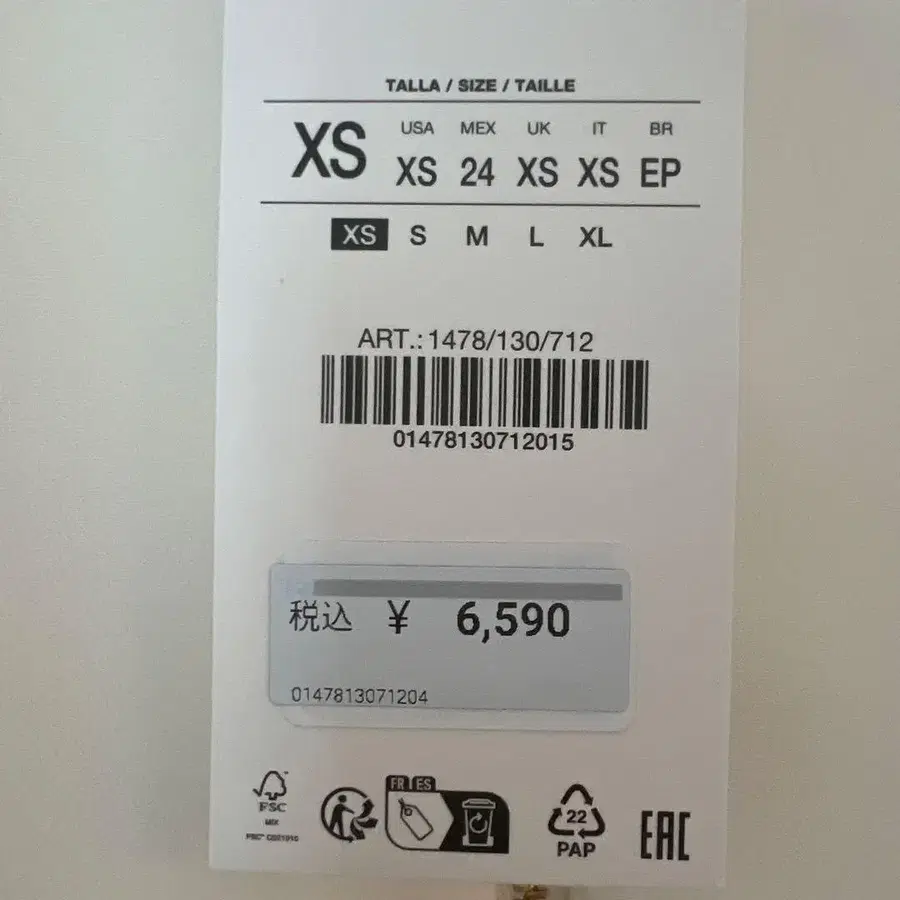 TALLA / SIZE / TAILLE
XS
USA MEX UK IT BR
XS 24 XS XS EP
XS S M L XL
ART.: 1478/130/712
01478130712015
税込 ¥ 6,590
0147813071204
FR ES
FSC
MIX
22
PAP
EAC